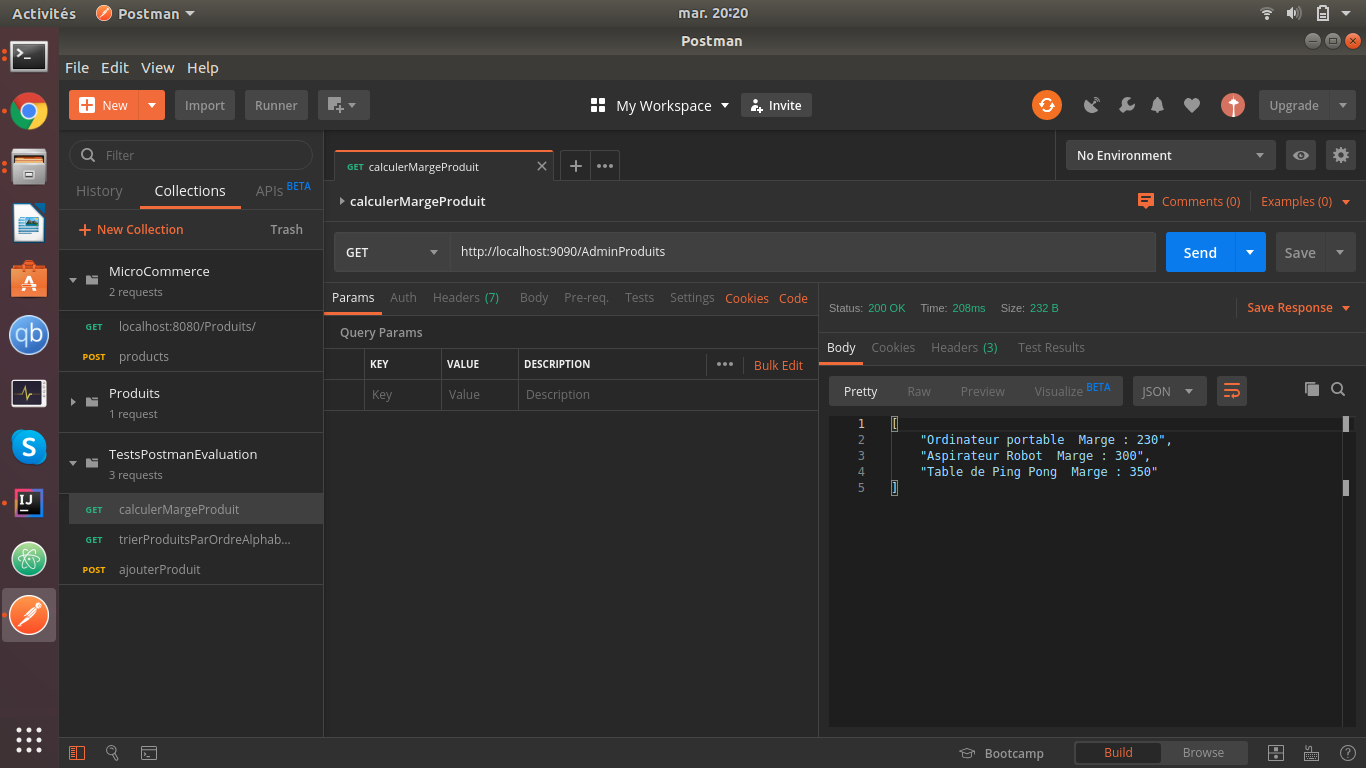 Activités Postman mar. 20:20
Postman
File Edit View Help
New Import Runner My Workspace Invite Upgrade
Filter
History Collections APIs BETA
New Collection Trash
MicroCommerce
2 requests
GET localhost:8080/Produits/
POST products
Produits
1 request
TestsPostmanEvaluation
3 requests
GET calculerMargeProduit
GET trierProduitsParOrdreAlphab...
POST ajouterProduit
GET calculerMargeProduit
No Environment
calculerMargeProduit
Comments (0) Examples (0)
GET http://localhost:9090/AdminProduits Send Save
Params Auth Headers (7) Body Pre-req. Tests Settings Cookies Code
Query Params
KEY VALUE DESCRIPTION Bulk Edit
Key Value Description
Status: 200 OK Time: 208ms Size: 232 B Save Response
Body Cookies Headers (3) Test Results
Pretty Raw Preview Visualize BETA JSON
1 [
2 "Ordinateur portable  Marge : 230",
3 "Aspirateur Robot  Marge : 300",
4 "Table de Ping Pong  Marge : 350"
5 ]
Bootcamp Build Browse